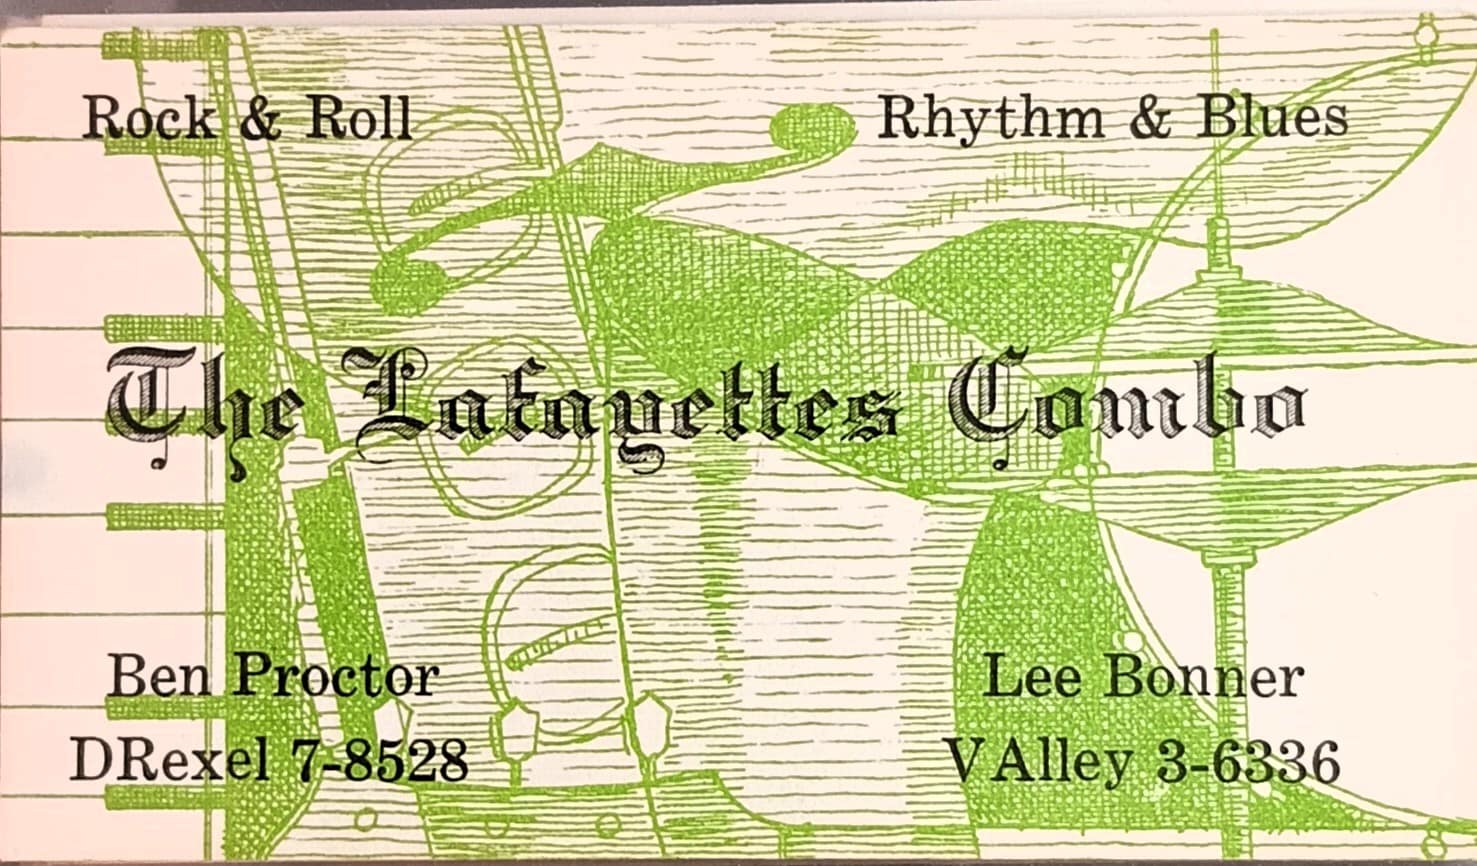 Rock & Roll
Rhythm & Blues
The Lafayettes Combo
Ben Proctor
DRexel 7-8528
Lee Bonner
VAlley 3-6336